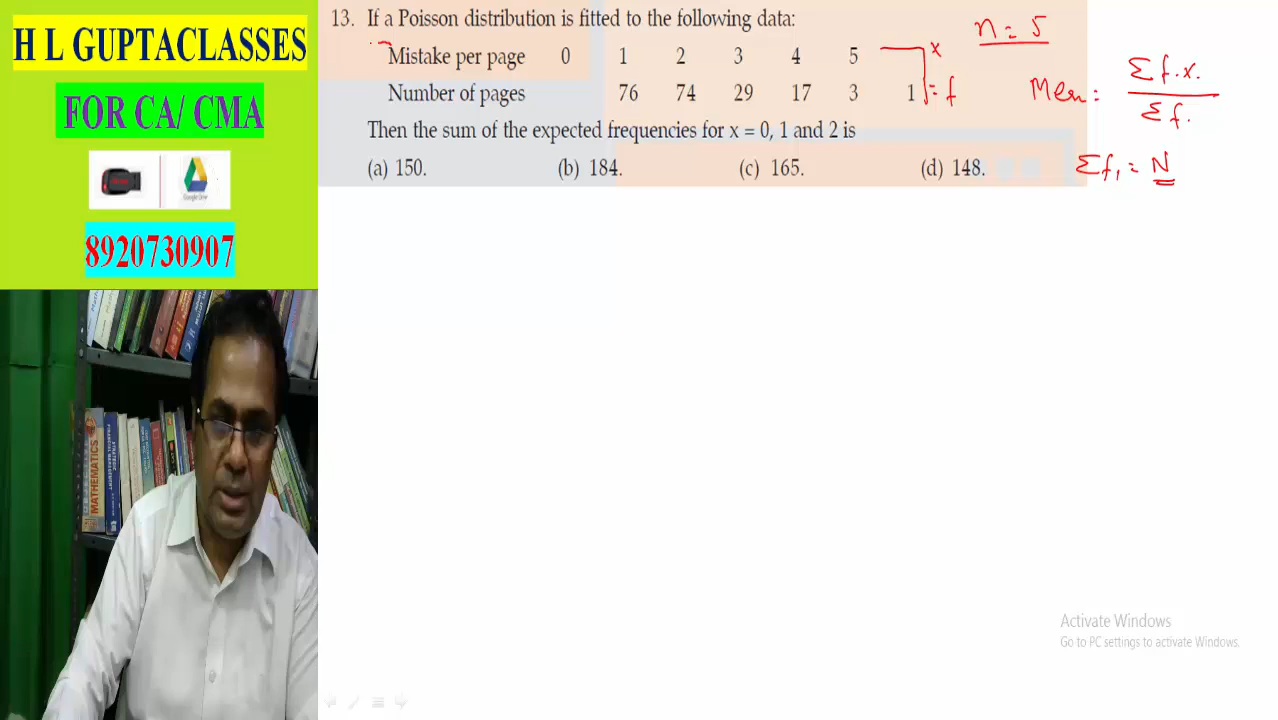 H L GUPTACLASSES
FOR CA/ CMA
8920730907
13. If a Poisson distribution is fitted to the following data:
Mistake per page 0 1 2 3 4 5
Number of pages 76 74 29 17 3 1
Then the sum of the expected frequencies for x = 0, 1 and 2 is
(a) 150. (b) 184. (c) 165. (d) 148.
x
= f
n = 5
Mean = Σ f.x.
Σ f.
Σf, = N
MATHEMATICS
Activate Windows
Go to PC settings to activate Windows.